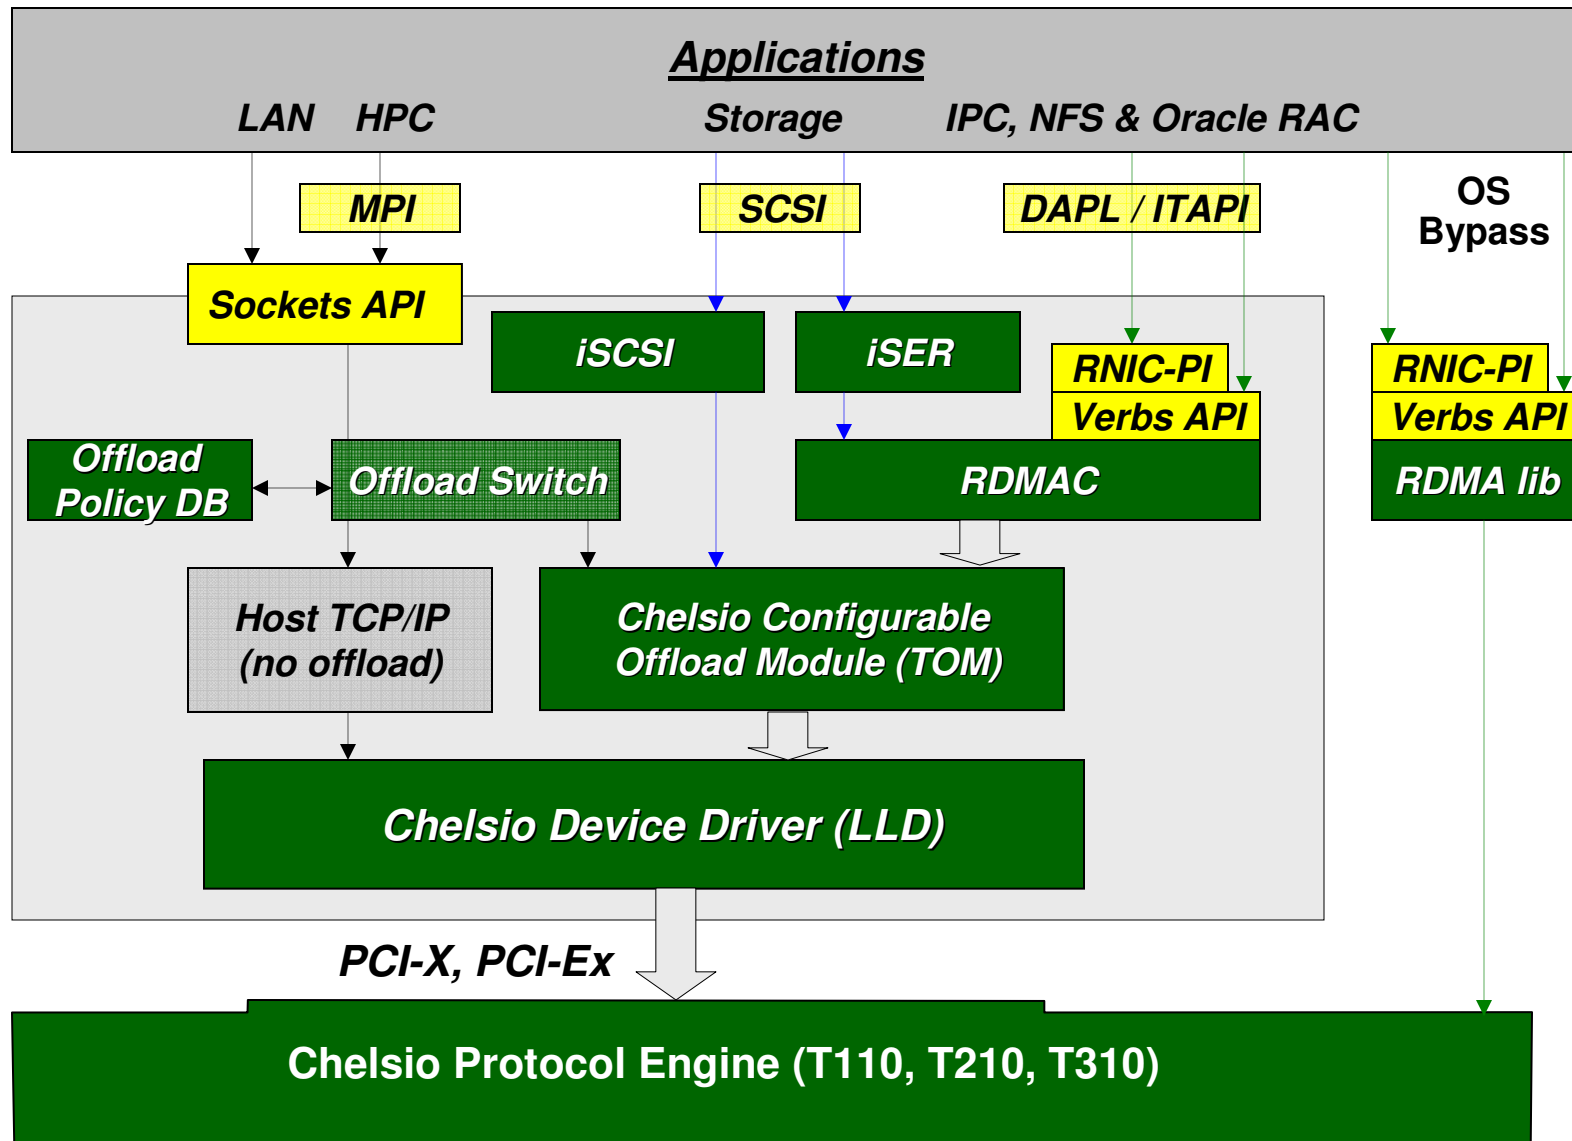 Applications
LAN HPC Storage IPC, NFS & Oracle RAC
MPI SCSI DAPL / ITAPI OS
Bypass
Sockets API
iSCSI iSER RNIC-PI RNIC-PI
Verbs API Verbs API
Offload
Policy DB
Offload Switch RDMAC RDMA lib
Host TCP/IP
(no offload)
Chelsio Configurable
Offload Module (TOM)
Chelsio Device Driver (LLD)
PCI-X, PCI-Ex
Chelsio Protocol Engine (T110, T210, T310)